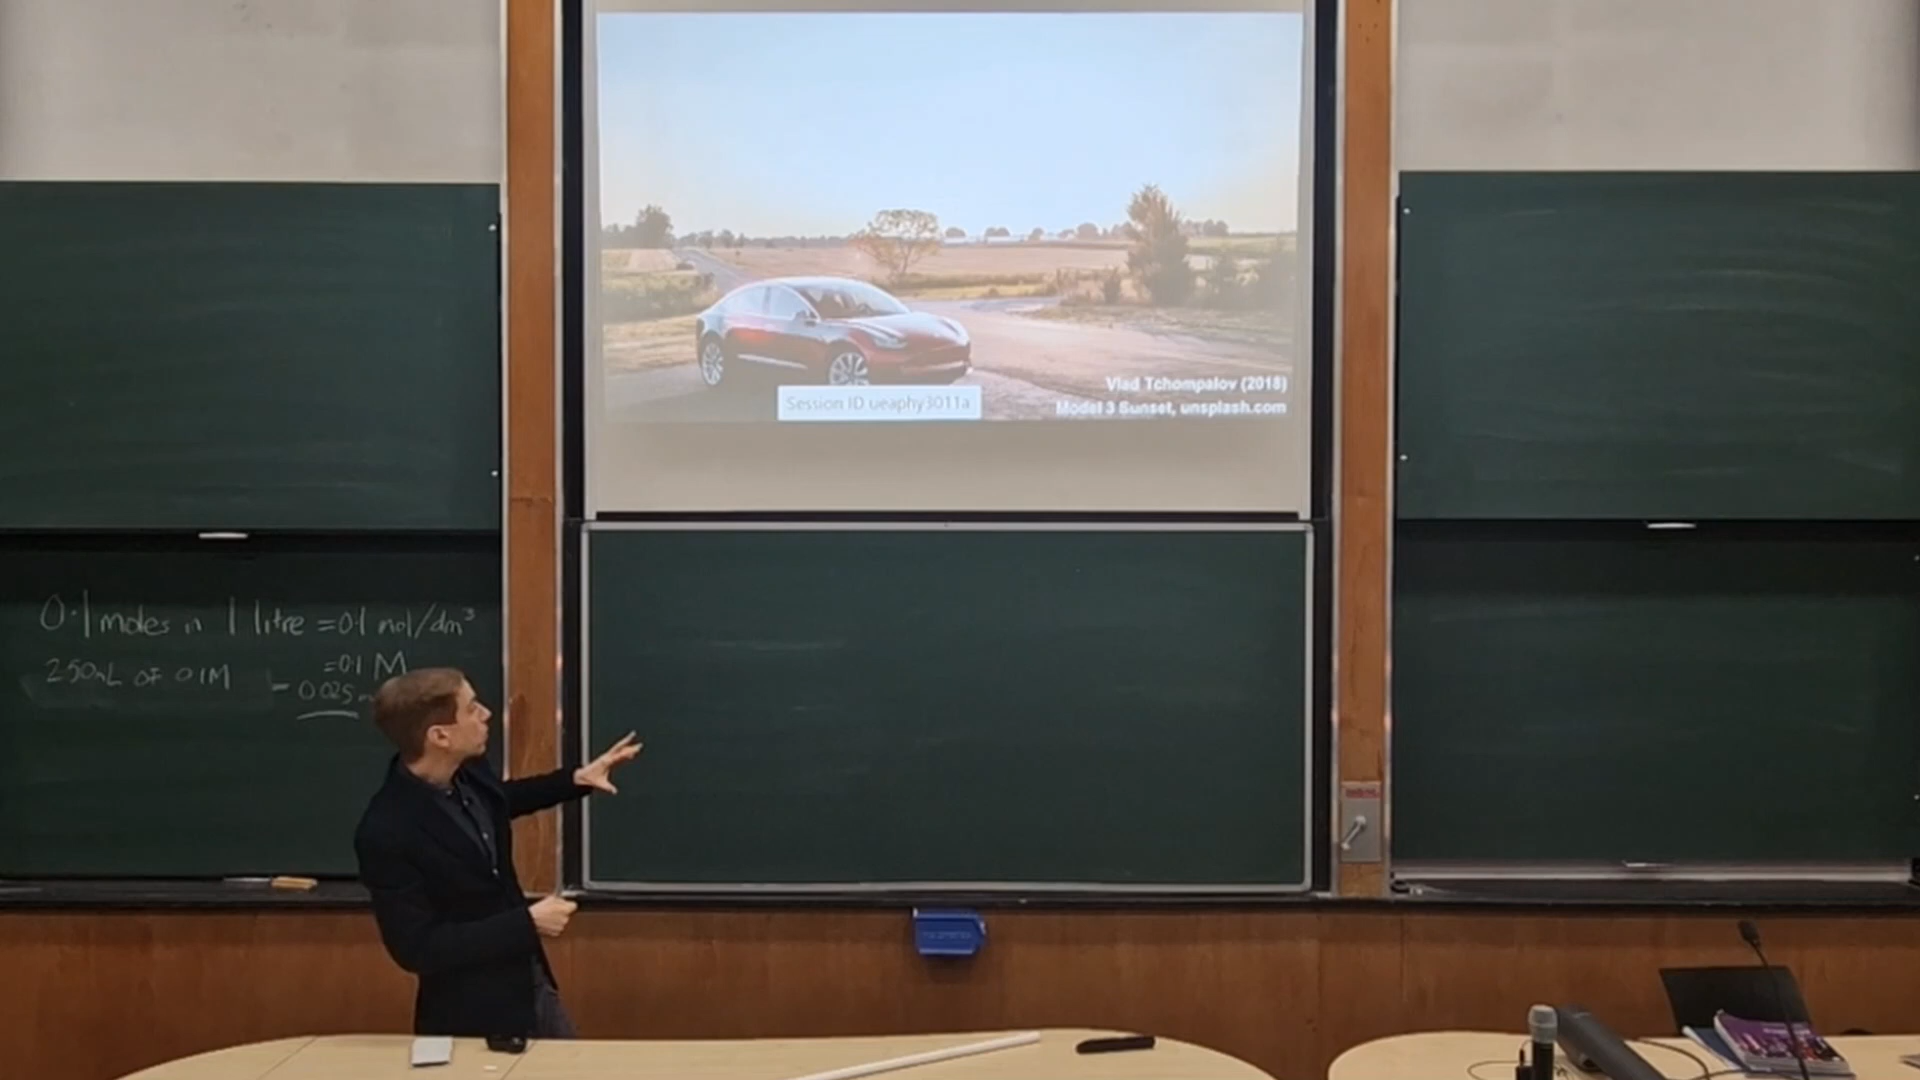 Vlad Tchompalov (2018)
Session ID ueaphy3011a
Model 3 Sunset, unsplash.com
0.1 moles in 1 litre = 0.1 mol/dm³
= 0.1 M
250mL OF 0.1M
= 0.025